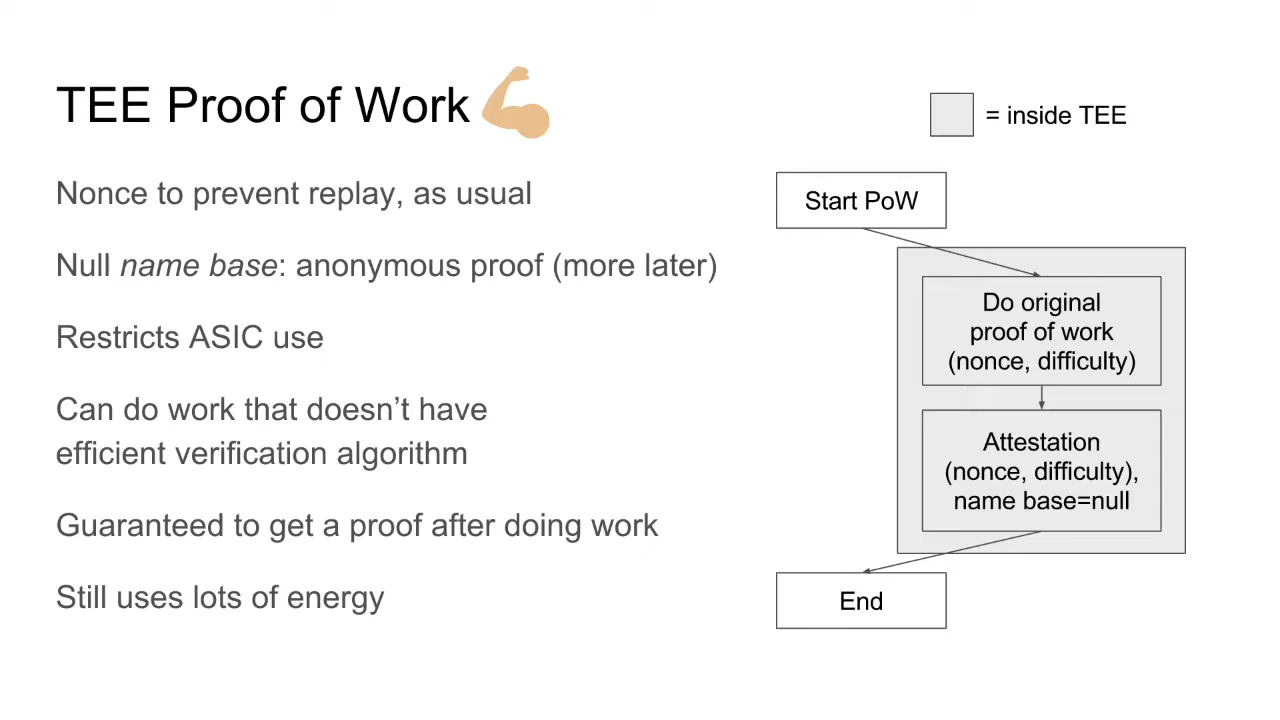 TEE Proof of Work
Nonce to prevent replay, as usual
Null name base: anonymous proof (more later)
Restricts ASIC use
Can do work that doesn’t have
efficient verification algorithm
Guaranteed to get a proof after doing work
Still uses lots of energy
= inside TEE
Start PoW
Do original
proof of work
(nonce, difficulty)
Attestation
(nonce, difficulty),
name base=null
End